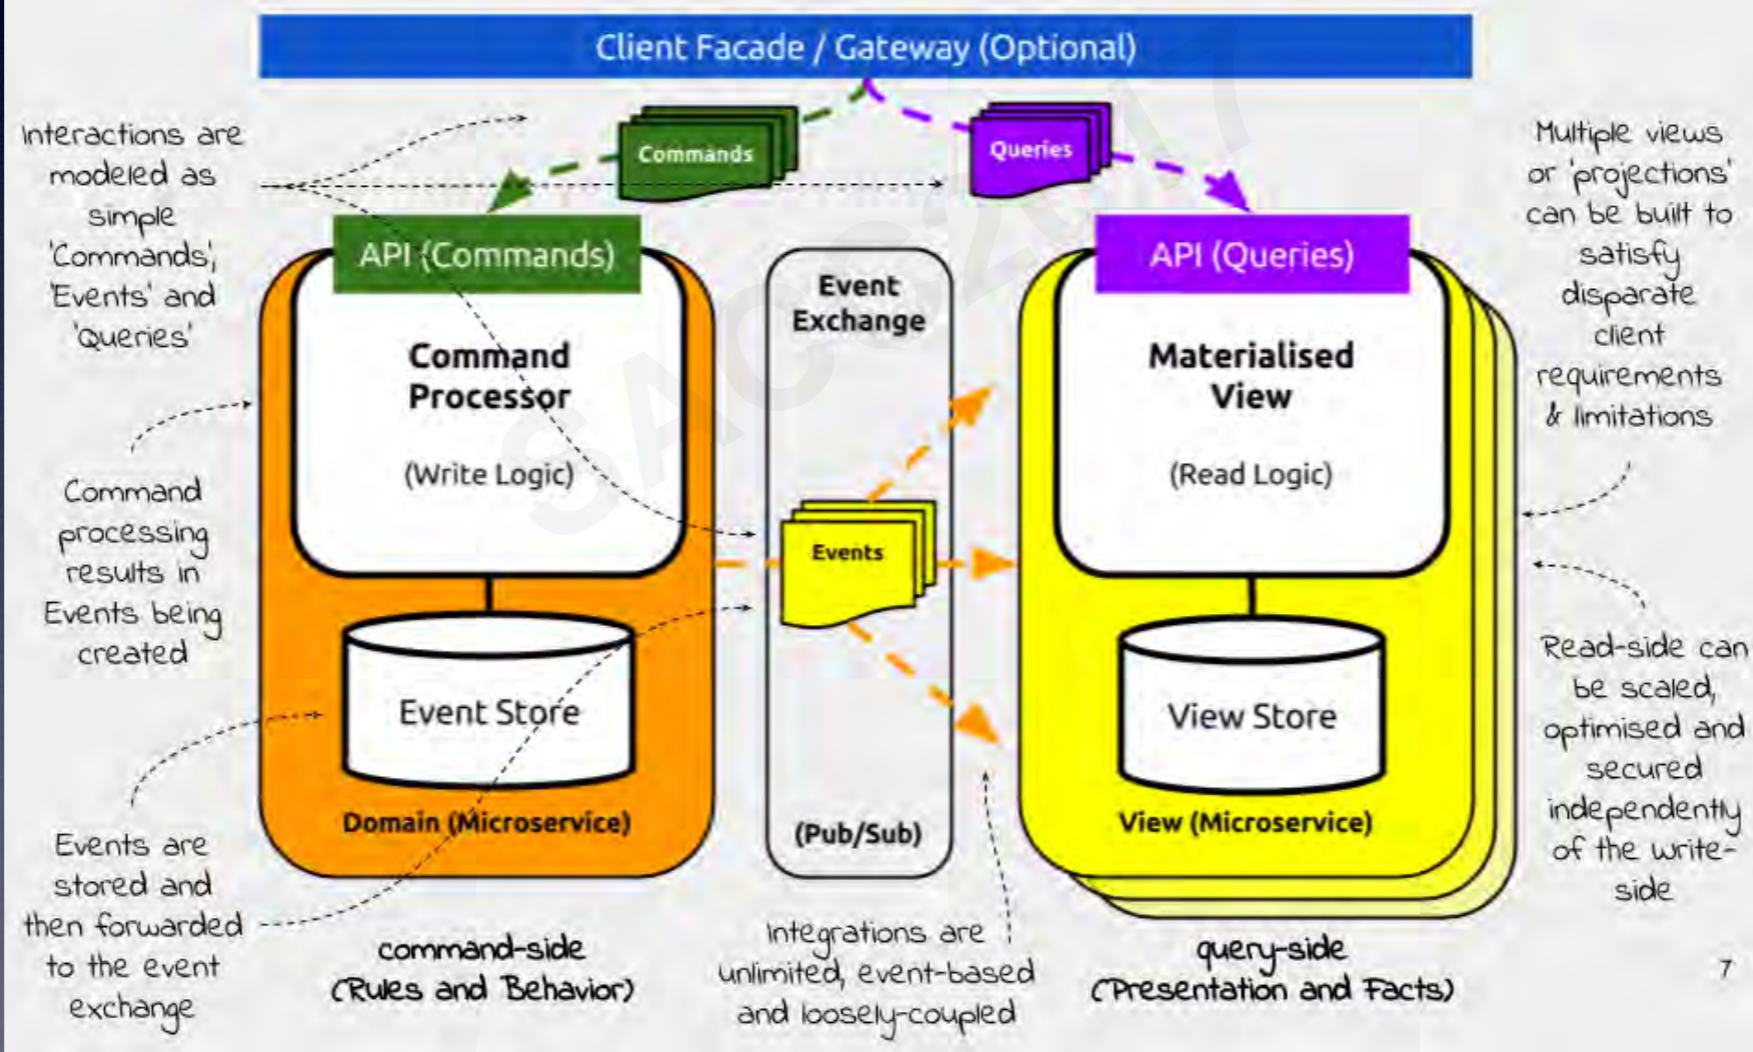 Client Facade / Gateway (Optional)
Commands
Queries
Interactions are
modeled as
simple
'Commands',
'Events' and
'Queries'
API (Commands)
Command
Processor
(Write Logic)
Event Store
Domain (Microservice)
command-side
(Rules and Behavior)
Command
processing
results in
Events being
created
Events are
stored and
then forwarded
to the event
exchange
Event
Exchange
Events
(Pub/Sub)
Integrations are
unlimited, event-based
and loosely-coupled
API (Queries)
Materialised
View
(Read Logic)
View Store
View (Microservice)
query-side
(Presentation and Facts)
Multiple views
or 'projections'
can be built to
satisfy
disparate
client
requirements
& limitations
Read-side can
be scaled,
optimised and
secured
independently
of the write-
side
7
SACC2017